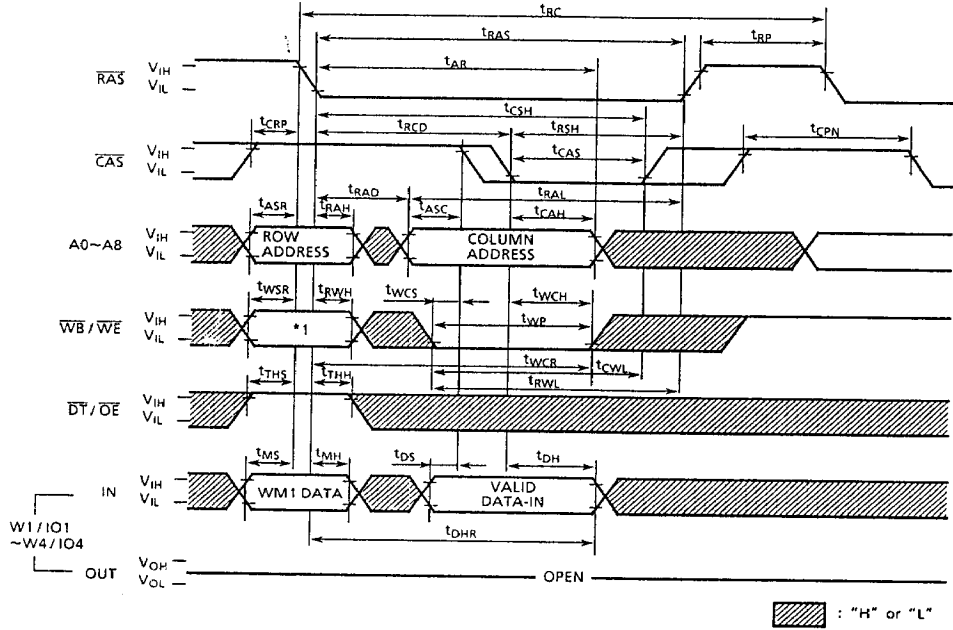 tRC
tRAS
tRP
tAR
RAS VIH VIL
tCSH
tCRP tRCD tRSH tCPN
CAS VIH VIL
tCAS
tRAD tRAL
tASR tRAH tASC tCAH
A0~A8 VIH VIL
ROW ADDRESS
COLUMN ADDRESS
tWSR tRWH tWCS tWCH
tWP
WB / WE VIH VIL
*1
tWCR tCWL
tRWL
tTHS tTHH
DT / OE VIH VIL
tMS tMH tDS tDH
IN VIH VIL
WM1 DATA
VALID DATA-IN
W1 / IO1
~W4 / IO4
tDHR
OUT VOH VOL
OPEN
: "H" or "L"